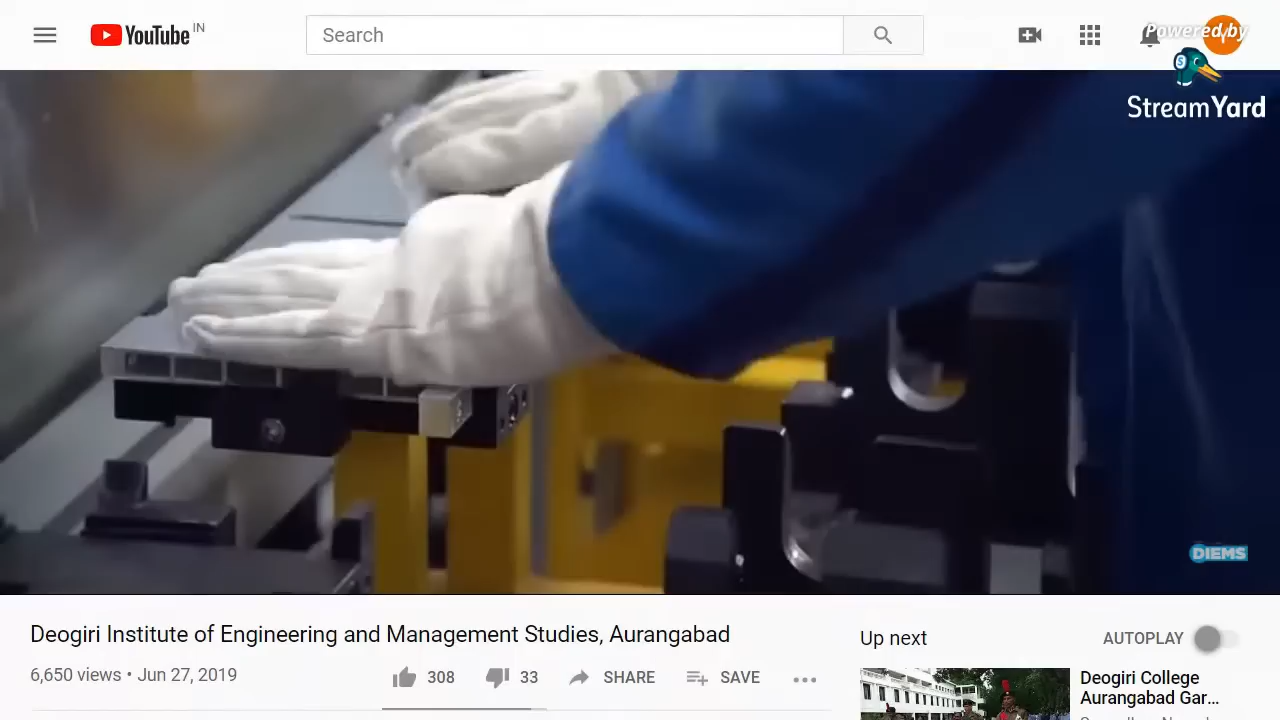 YouTube IN
Search
Powered by
StreamYard
DIEMS
Deogiri Institute of Engineering and Management Studies, Aurangabad
6,650 views • Jun 27, 2019
308
33
SHARE
SAVE
Up next
AUTOPLAY
Deogiri College
Aurangabad Gar...